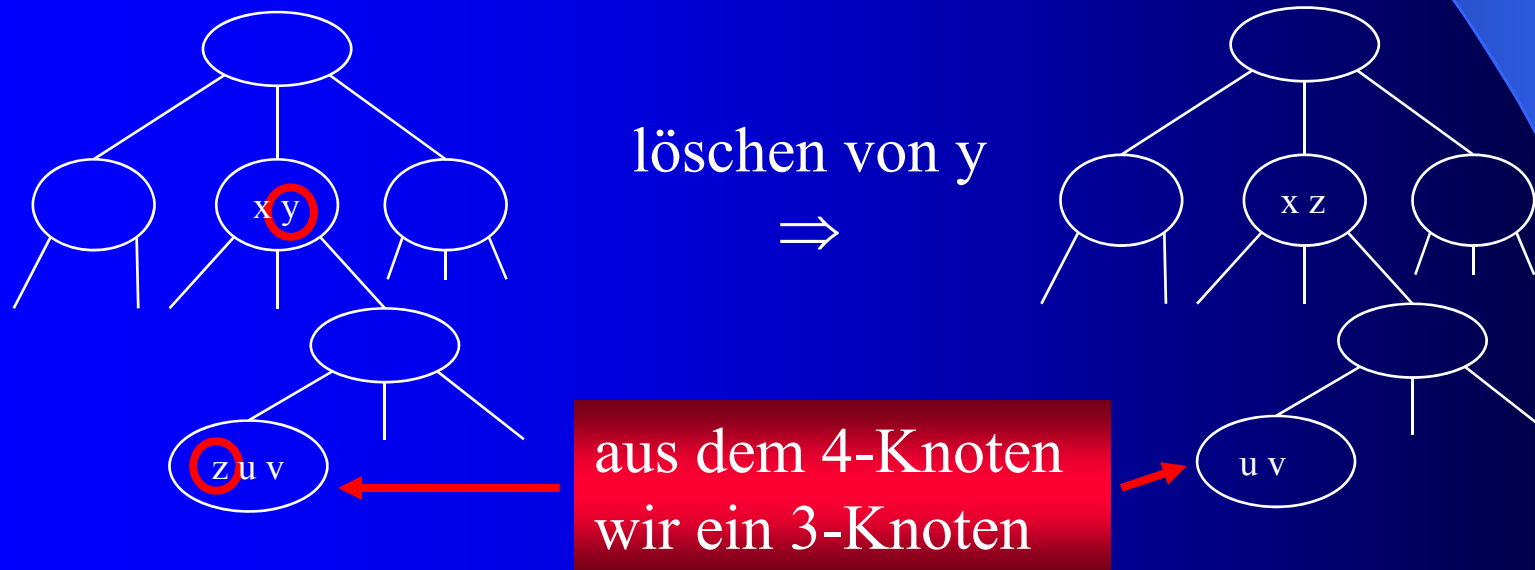 löschen von y
⇒
x y
x z
z u v
u v
aus dem 4-Knoten
wir ein 3-Knoten